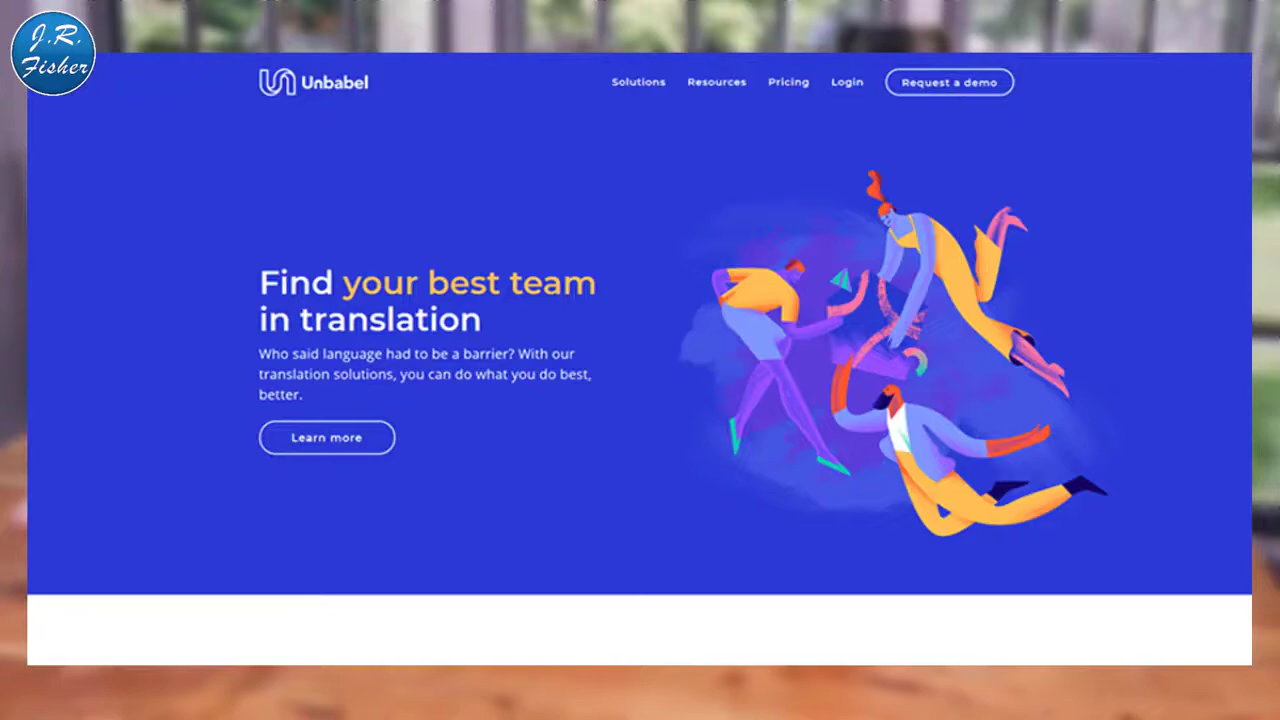 J.R.
Fisher
Unbabel
Solutions Resources Pricing Login Request a demo
Find your best team
in translation
Who said language had to be a barrier? With our
translation solutions, you can do what you do best,
better.
Learn more